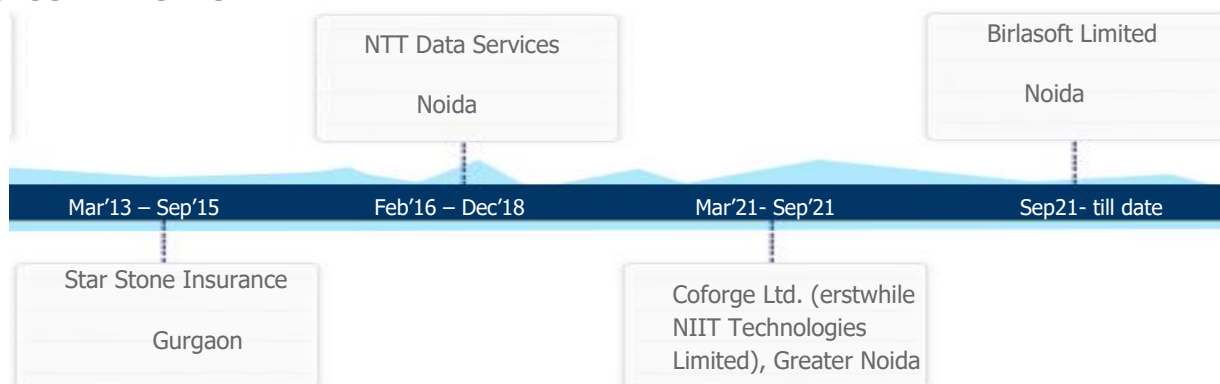 NTT Data Services
Noida
Birlasoft Limited
Noida
Mar’13 – Sep’15
Feb’16 – Dec’18
Mar’21- Sep’21
Sep21- till date
Star Stone Insurance
Gurgaon
Coforge Ltd. (erstwhile
NIIT Technologies
Limited), Greater Noida